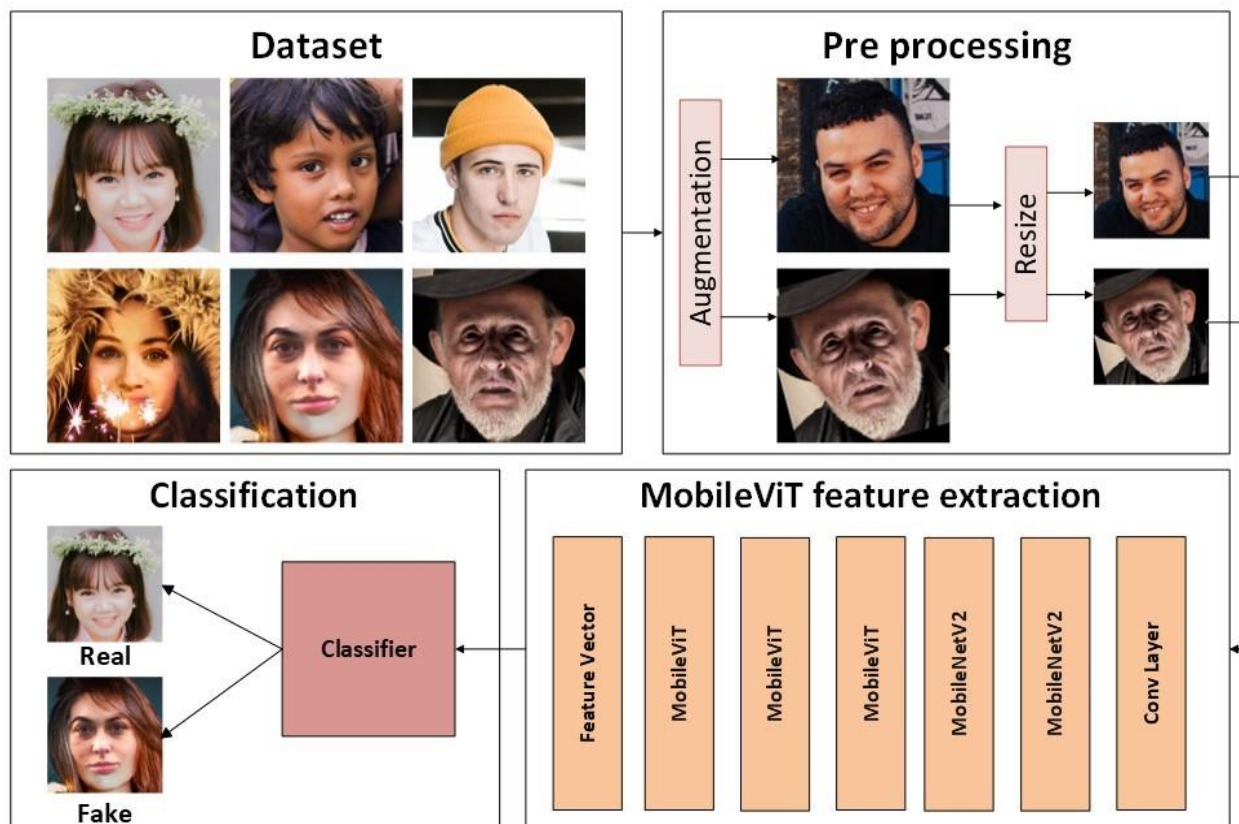 Dataset
Pre processing
Augmentation
Resize
Classification
Real
Fake
Classifier
MobileViT feature extraction
Feature Vector
MobileViT
MobileViT
MobileViT
MobileNetV2
MobileNetV2
Conv Layer